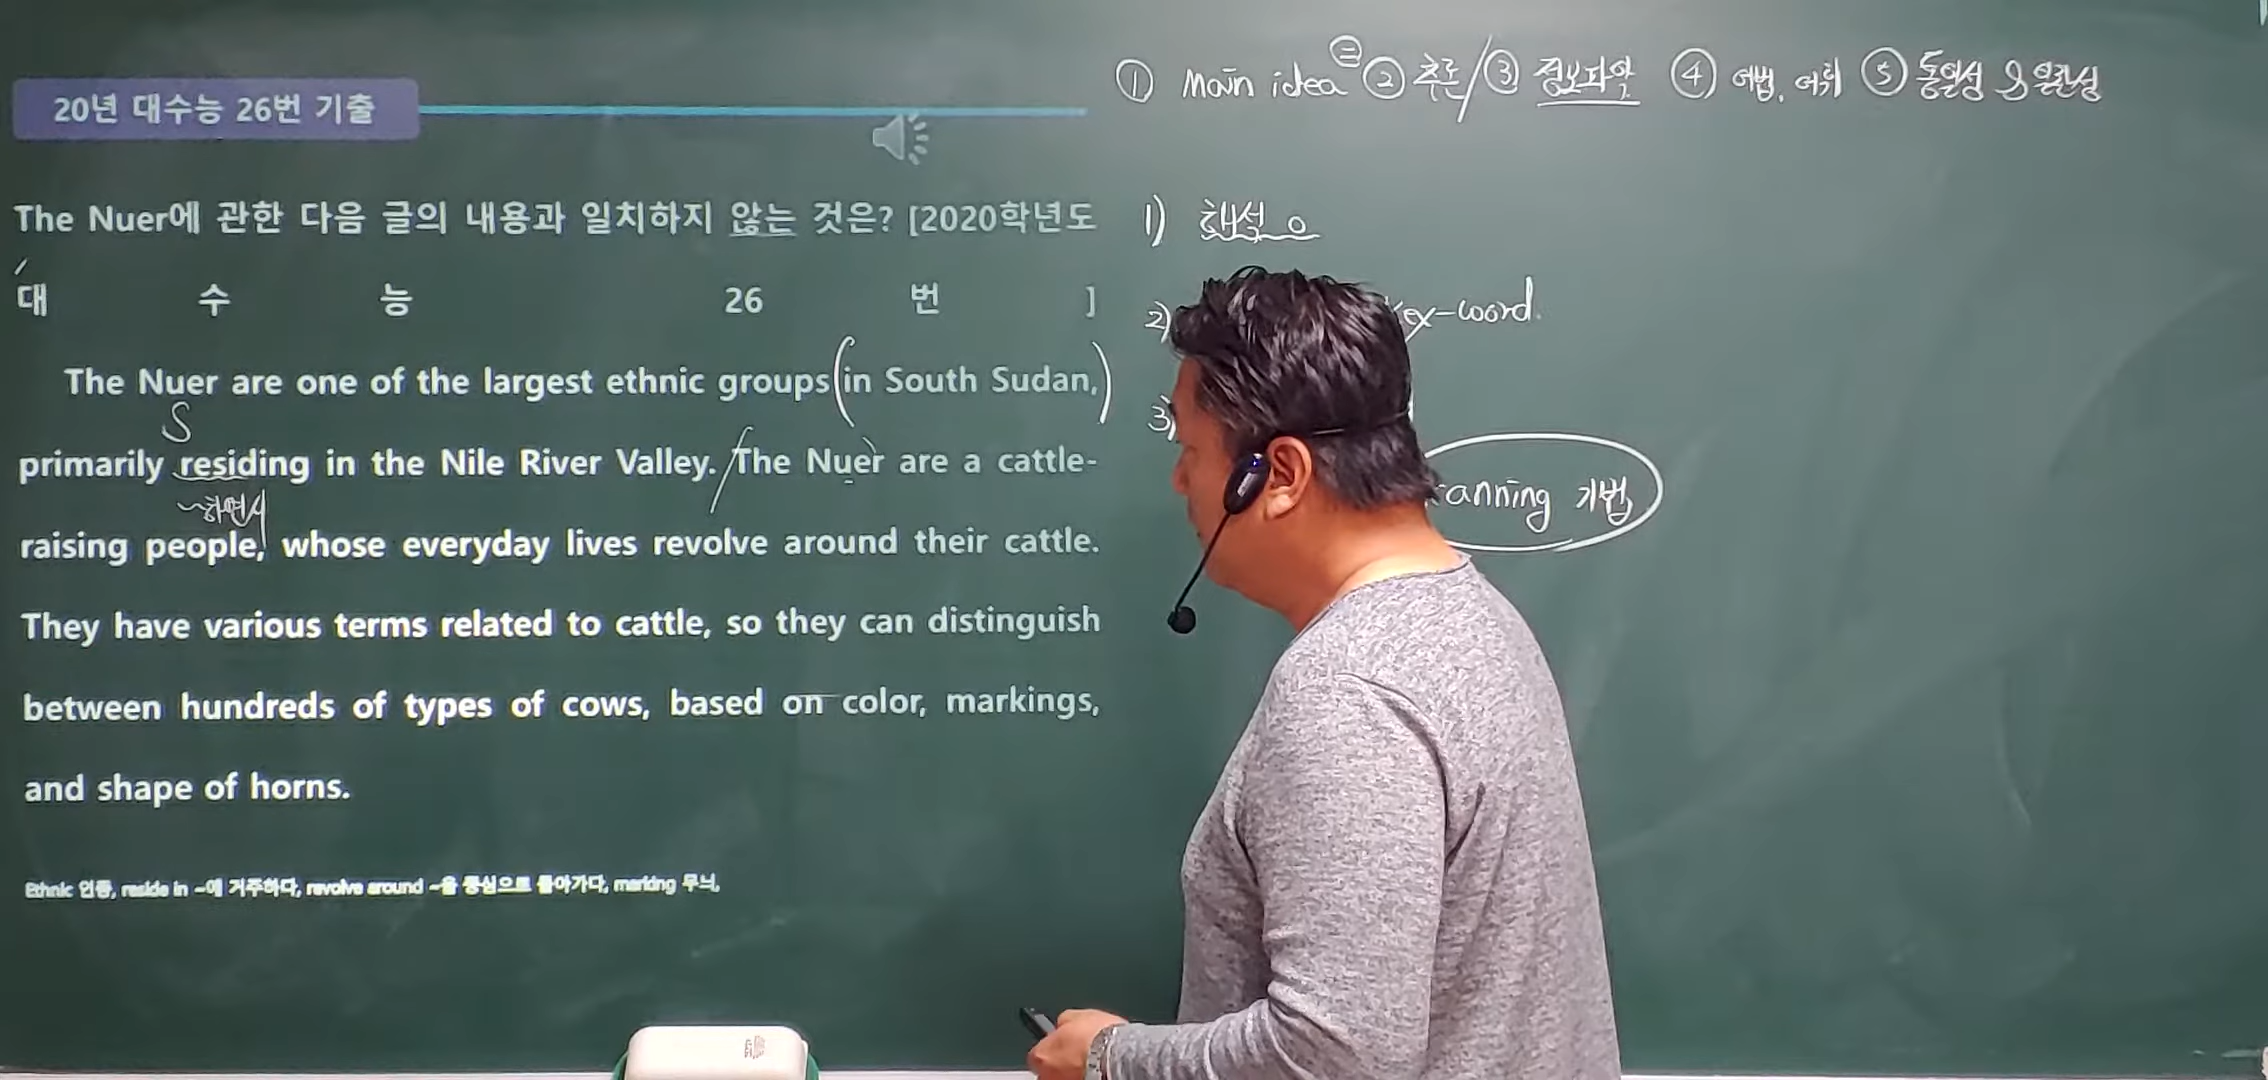 20년 대수능 26번 기출
① Main idea ② 추론 / ③ 정보파악 ④ 어법, 어휘 ⑤ 통일성 일관성
The Nuer에 관한 다음 글의 내용과 일치하지 않는 것은? [2020학년도
대 수 능 26 번 ]
The Nuer are one of the largest ethnic groups (in South Sudan,)
S
primarily residing in the Nile River Valley. / The Nuer are a cattle-
~하면서
raising people, whose everyday lives revolve around their cattle.
They have various terms related to cattle, so they can distinguish
between hundreds of types of cows, based on color, markings,
and shape of horns.
Ethnic 인종, reside in ~에 거주하다, revolve around ~을 중심으로 돌아가다, marking 무늬,
1) 해석 o
2) ey-word.
3)
anning 기법